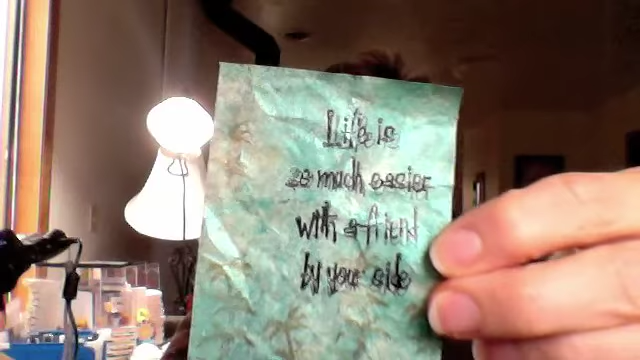 Life is
so much easier
with a friend
by your side